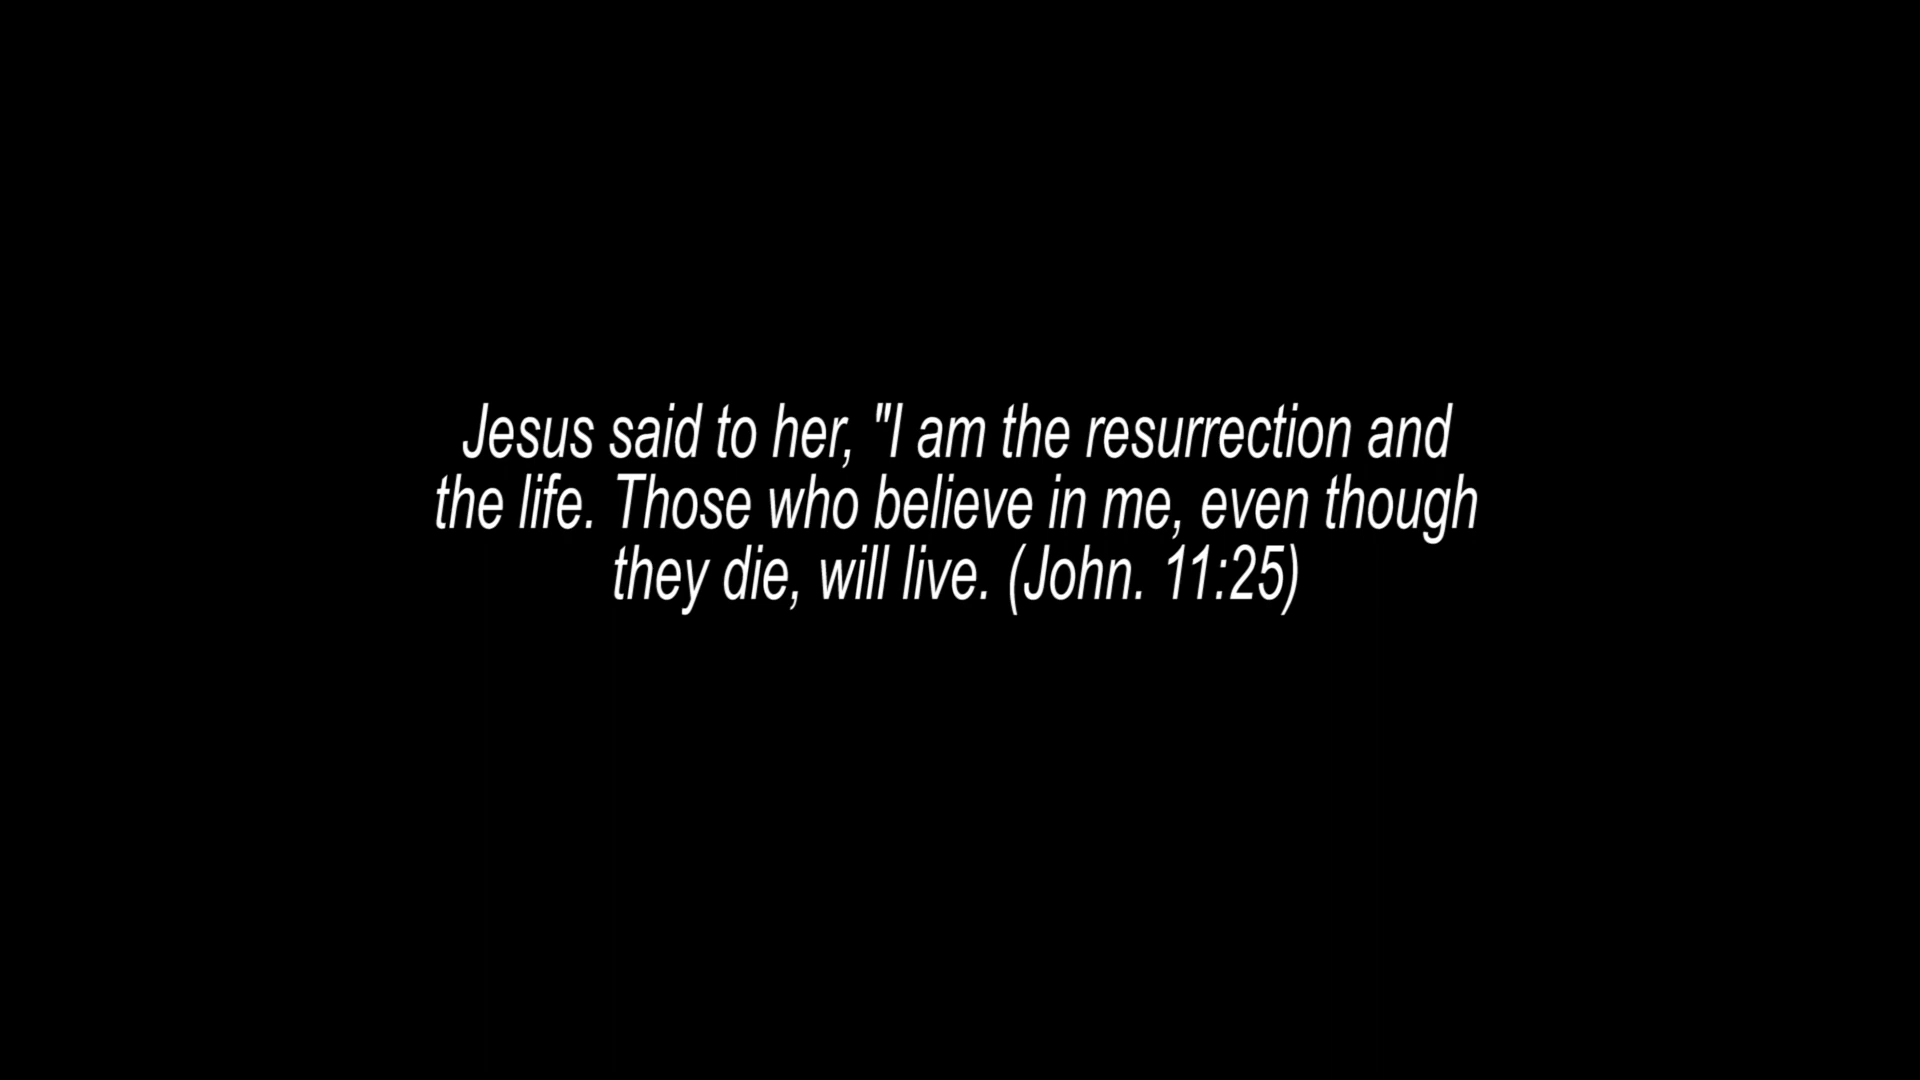 Jesus said to her, "I am the resurrection and
the life. Those who believe in me, even though
they die, will live. (John. 11:25)